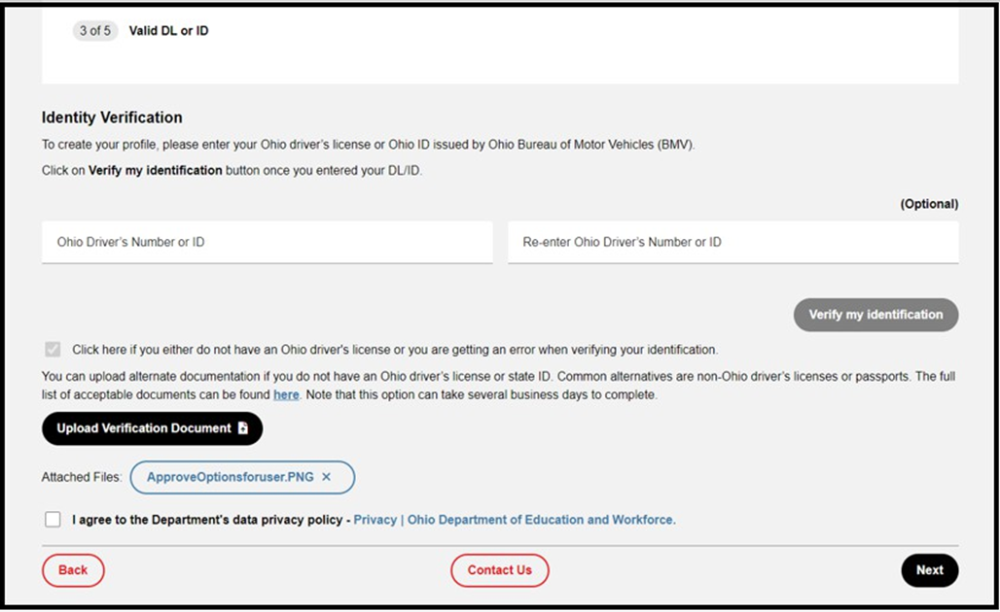 3 of 5 Valid DL or ID
Identity Verification
To create your profile, please enter your Ohio driver's license or Ohio ID issued by Ohio Bureau of Motor Vehicles (BMV).
Click on Verify my identification button once you entered your DL/ID.
(Optional)
Ohio Driver's Number or ID
Re-enter Ohio Driver's Number or ID
Verify my identification
Click here if you either do not have an Ohio driver's license or you are getting an error when verifying your identification.
You can upload alternate documentation if you do not have an Ohio driver's license or state ID. Common alternatives are non-Ohio driver's licenses or passports. The full
list of acceptable documents can be found here. Note that this option can take several business days to complete.
Upload Verification Document
Attached Files: ApproveOptionsforuser.PNG ×
I agree to the Department's data privacy policy - Privacy | Ohio Department of Education and Workforce.
Back
Contact Us
Next